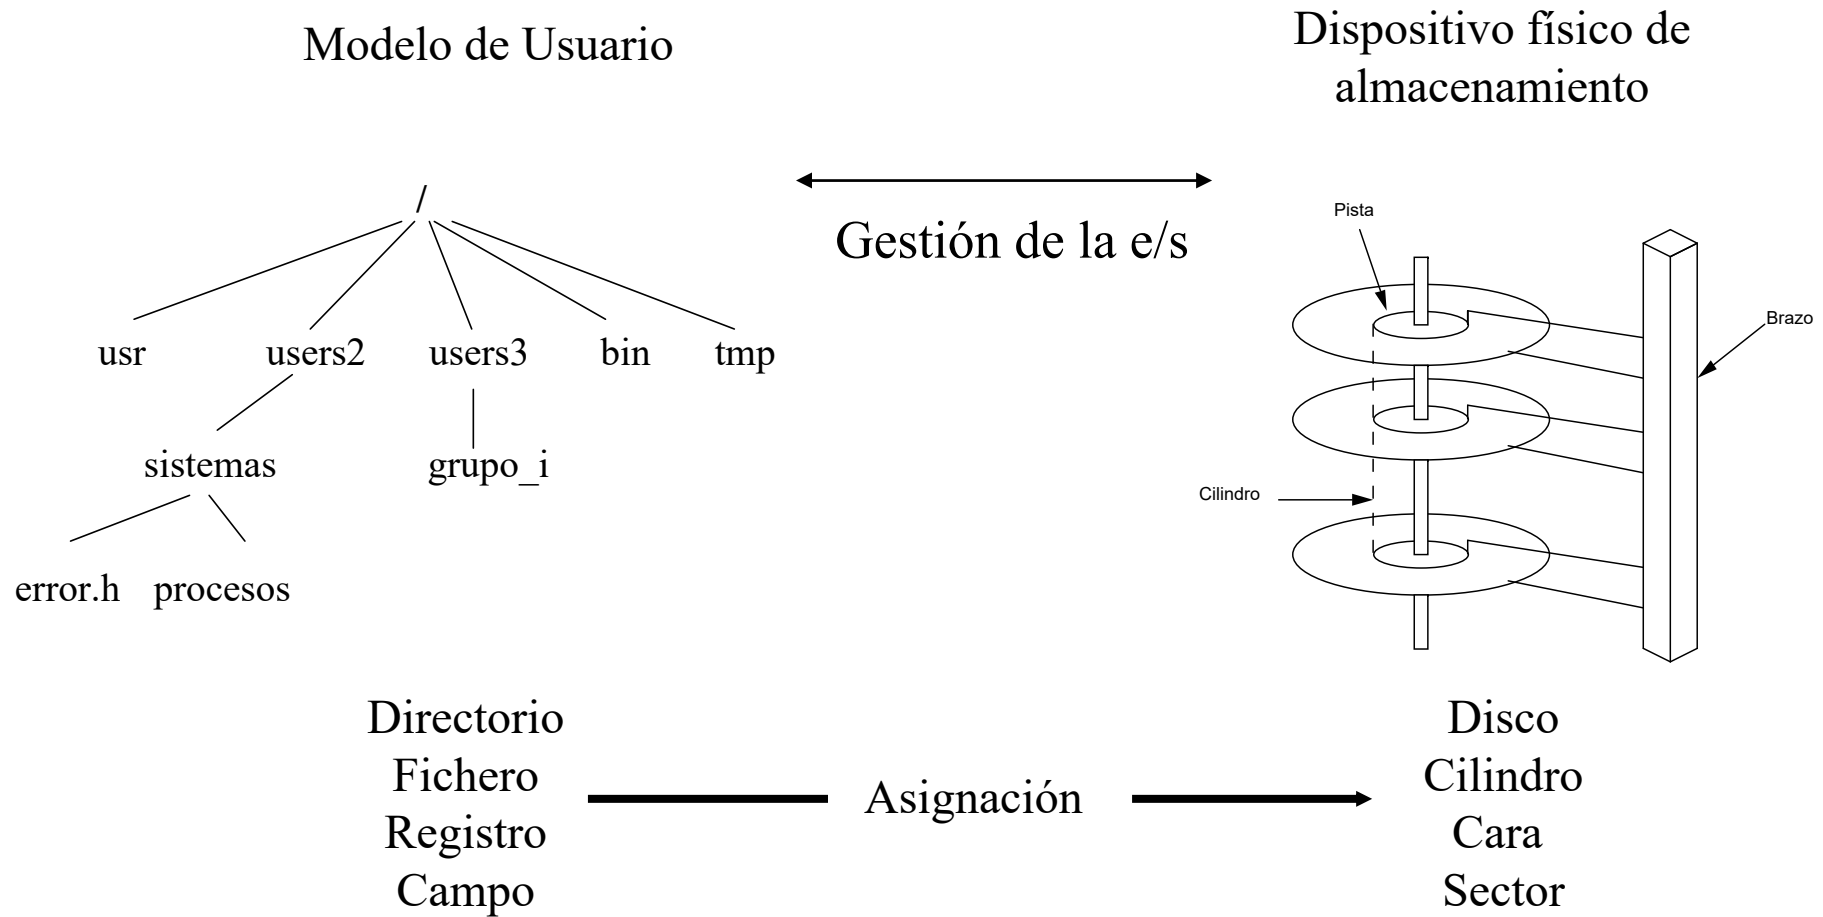 Modelo de Usuario
Dispositivo físico de
almacenamiento
/
Gestión de la e/s
usr users2 users3 bin tmp
sistemas grupo_i
error.h procesos
Pista
Brazo
Cilindro
Directorio
Fichero
Registro
Campo
Asignación
Disco
Cilindro
Cara
Sector